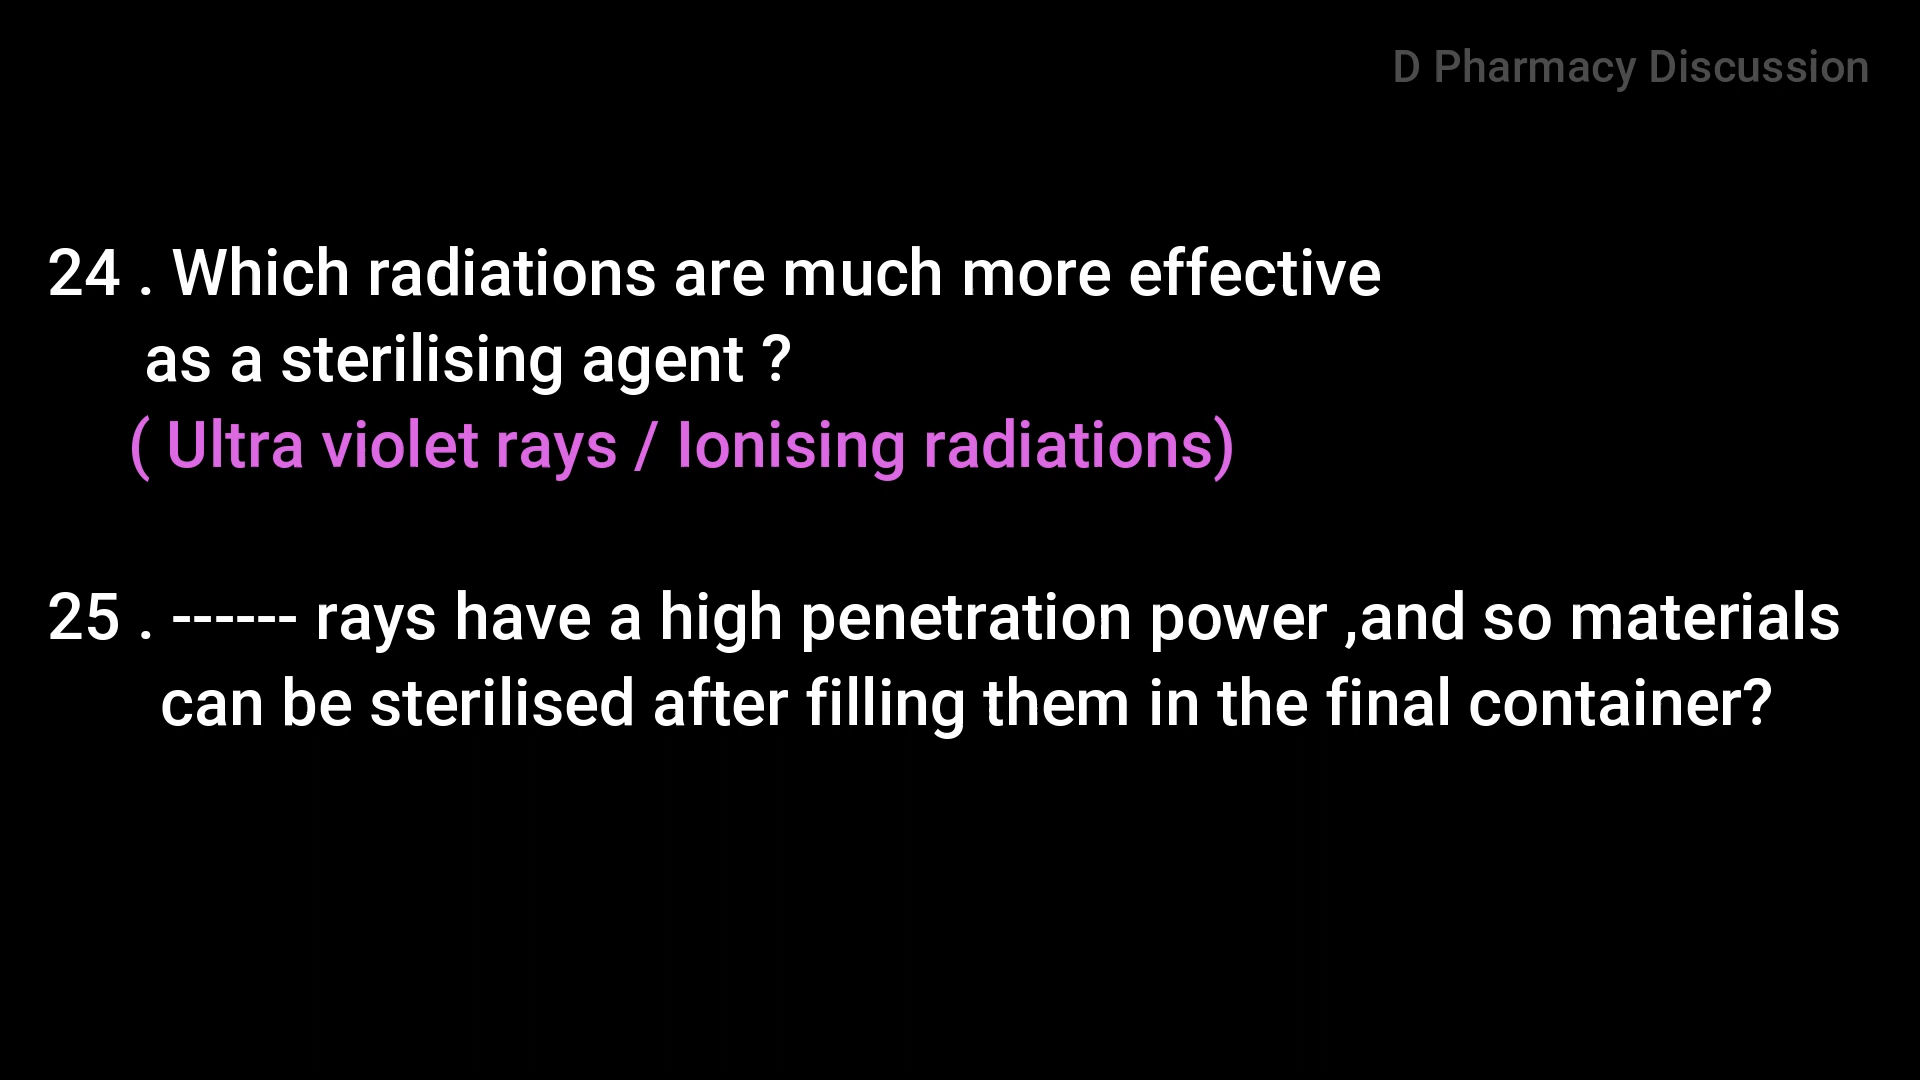 D Pharmacy Discussion
24 . Which radiations are much more effective
as a sterilising agent ?
( Ultra violet rays / Ionising radiations)
25 . ------ rays have a high penetration power ,and so materials
can be sterilised after filling them in the final container?